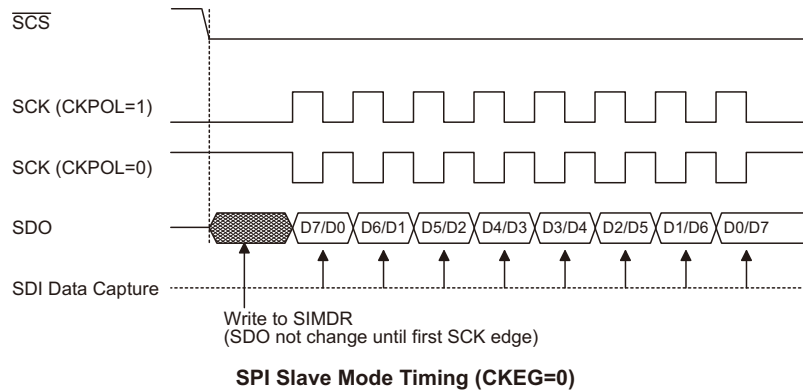 SCS
SCK (CKPOL=1)
SCK (CKPOL=0)
SDO D7/D0 D6/D1 D5/D2 D4/D3 D3/D4 D2/D5 D1/D6 D0/D7
SDI Data Capture
Write to SIMDR
(SDO not change until first SCK edge)
SPI Slave Mode Timing (CKEG=0)